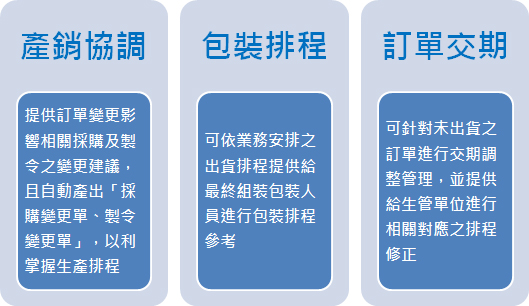 產銷協調
提供訂單變更影
響相關採購及製
令之變更建議，
且自動產出「採
購變更單、製令
變更單」，以利
掌握生產排程
包裝排程
可依業務安排之
出貨排程提供給
最終組裝包裝人
員進行包裝排程
參考
訂單交期
可針對未出貨之
訂單進行交期調
整管理，並提供
給生管單位進行
相關對應之排程
修正